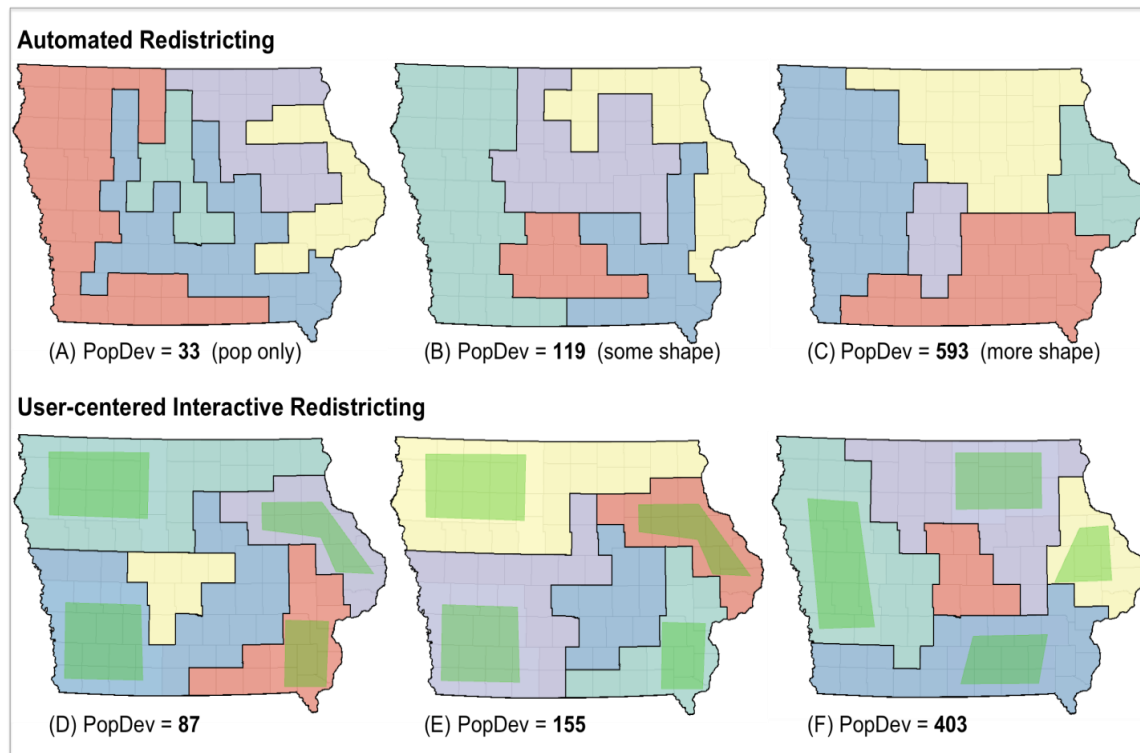 Automated Redistricting
(A) PopDev = 33 (pop only)
(B) PopDev = 119 (some shape)
(C) PopDev = 593 (more shape)
User-centered Interactive Redistricting
(D) PopDev = 87
(E) PopDev = 155
(F) PopDev = 403